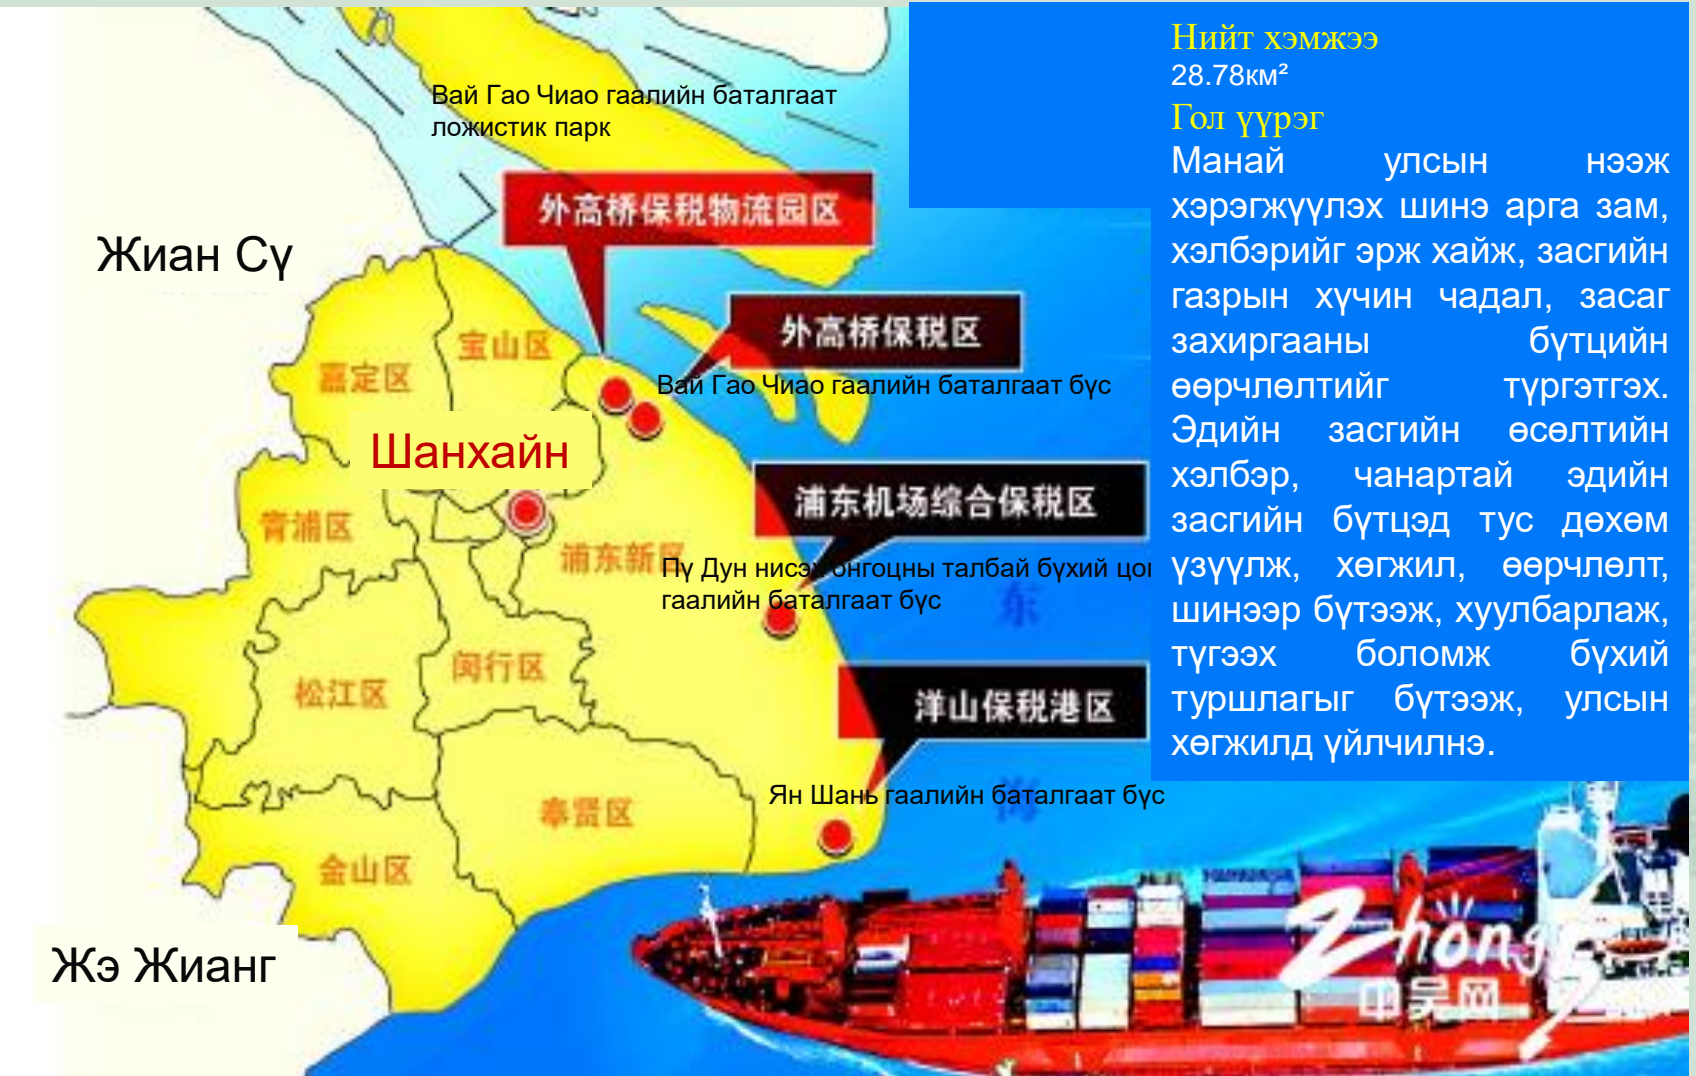 Нийт хэмжээ
28.78км²
Гол үүрэг
Манай улсын нээж
хэрэгжүүлэх шинэ арга зам,
хэлбэрийг эрж хайж, засгийн
газрын хүчин чадал, засаг
захиргааны бүтцийн
өөрчлөлтийг түргэтгэх.
Эдийн засгийн өсөлтийн
хэлбэр, чанартай эдийн
засгийн бүтцэд тус дөхөм
үзүүлж, хөгжил, өөрчлөлт,
шинээр бүтээж, хуулбарлаж,
түгээх боломж бүхий
туршлагыг бүтээж, улсын
хөгжилд үйлчилнэ.
Вай Гао Чиао гаалийн баталгаат
ложистик парк
外高桥保税物流园区
Жиан Сү
外高桥保税区
宝山区
嘉定区
Вай Гао Чиао гаалийн баталгаат бүс
Шанхайн
浦东机场综合保税区
青浦区
浦东新区
Пү Дун нисэх онгоцны талбай бүхий
гаалийн баталгаат бүс
东
闵行区
松江区
洋山保税港区
Ян Шань гаалийн баталгаат бүс
海
奉贤区
金山区
Жэ Жианг
Zhong5
中吴网